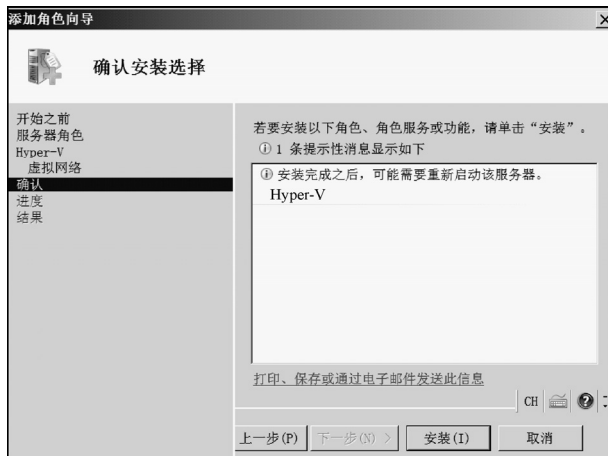 添加角色向导
确认安装选择
开始之前
服务器角色
Hyper-V
虚拟网络
确认
进度
结果
若要安装以下角色、角色服务或功能，请单击“安装”。
1 条提示性消息显示如下
安装完成之后，可能需要重新启动该服务器。
Hyper-V
打印、保存或通过电子邮件发送此信息
CH
上一步(P) 下一步(N) > 安装(I) 取消